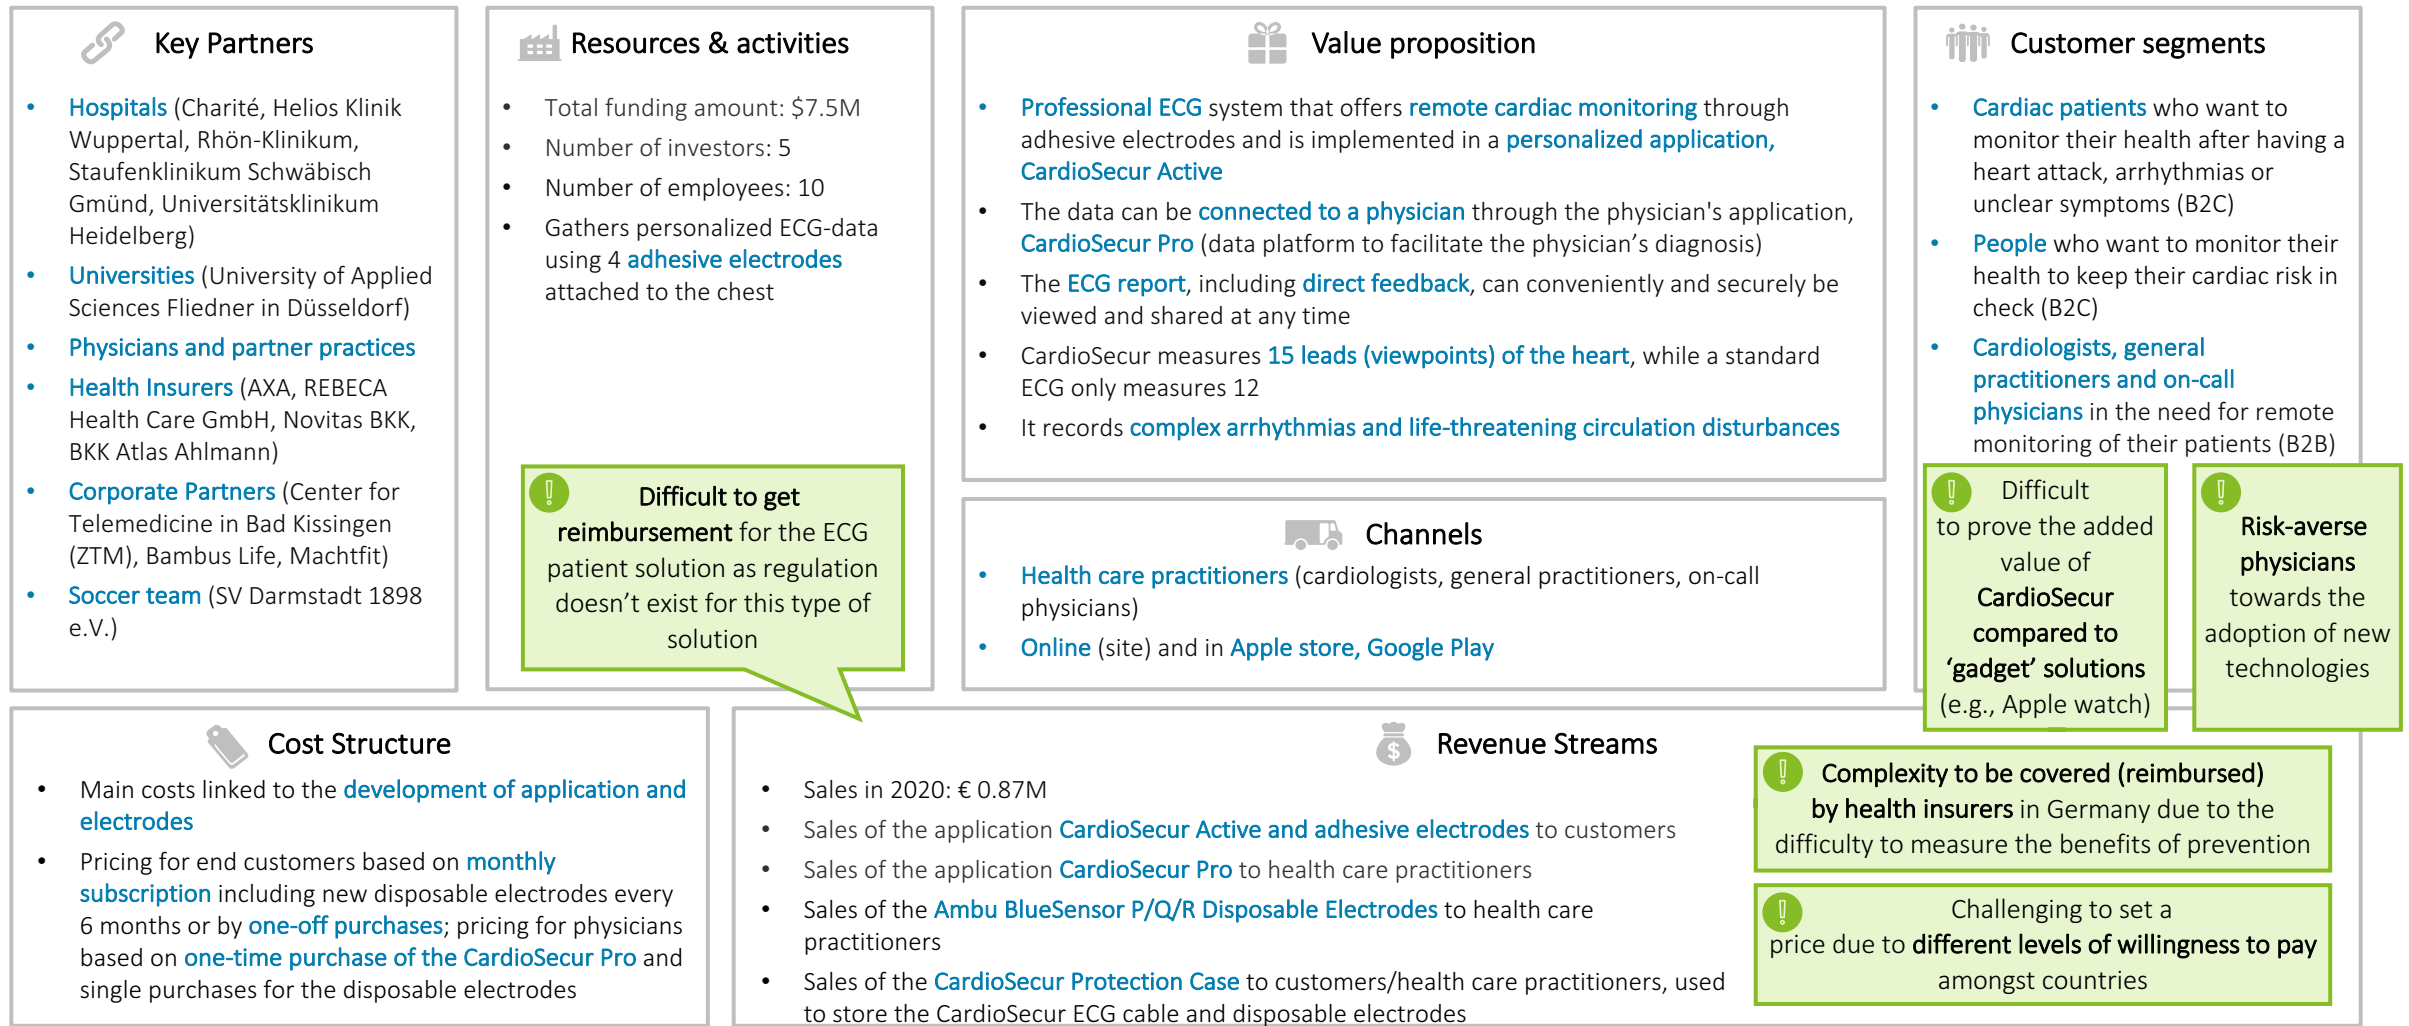 Key Partners
• Hospitals (Charité, Helios Klinik
Wuppertal, Rhön-Klinikum,
Staufenklinikum Schwäbisch
Gmünd, Universitätsklinikum
Heidelberg)
• Universities (University of Applied
Sciences Fliedner in Düsseldorf)
• Physicians and partner practices
• Health Insurers (AXA, REBECA
Health Care GmbH, Novitas BKK,
BKK Atlas Ahlmann)
• Corporate Partners (Center for
Telemedicine in Bad Kissingen
(ZTM), Bambus Life, Machtfit)
• Soccer team (SV Darmstadt 1898
e.V.)
Resources & activities
• Total funding amount: $7.5M
• Number of investors: 5
• Number of employees: 10
• Gathers personalized ECG-data
using 4 adhesive electrodes
attached to the chest
Difficult to get
reimbursement for the ECG
patient solution as regulation
doesn’t exist for this type of
solution
Value proposition
• Professional ECG system that offers remote cardiac monitoring through
adhesive electrodes and is implemented in a personalized application,
CardioSecur Active
• The data can be connected to a physician through the physician's application,
CardioSecur Pro (data platform to facilitate the physician’s diagnosis)
• The ECG report, including direct feedback, can conveniently and securely be
viewed and shared at any time
• CardioSecur measures 15 leads (viewpoints) of the heart, while a standard
ECG only measures 12
• It records complex arrhythmias and life-threatening circulation disturbances
Channels
• Health care practitioners (cardiologists, general practitioners, on-call
physicians)
• Online (site) and in Apple store, Google Play
Customer segments
• Cardiac patients who want to
monitor their health after having a
heart attack, arrhythmias or
unclear symptoms (B2C)
• People who want to monitor their
health to keep their cardiac risk in
check (B2C)
• Cardiologists, general
practitioners and on-call
physicians in the need for remote
monitoring of their patients (B2B)
Difficult
to prove the added
value of
CardioSecur
compared to
‘gadget’ solutions
(e.g., Apple watch)
Risk-averse
physicians
towards the
adoption of new
technologies
Cost Structure
• Main costs linked to the development of application and
electrodes
• Pricing for end customers based on monthly
subscription including new disposable electrodes every
6 months or by one-off purchases; pricing for physicians
based on one-time purchase of the CardioSecur Pro and
single purchases for the disposable electrodes
Revenue Streams
• Sales in 2020: € 0.87M
• Sales of the application CardioSecur Active and adhesive electrodes to customers
• Sales of the application CardioSecur Pro to health care practitioners
• Sales of the Ambu BlueSensor P/Q/R Disposable Electrodes to health care
practitioners
• Sales of the CardioSecur Protection Case to customers/health care practitioners, used
to store the CardioSecur ECG cable and disposable electrodes
Complexity to be covered (reimbursed)
by health insurers in Germany due to the
difficulty to measure the benefits of prevention
Challenging to set a
price due to different levels of willingness to pay
amongst countries